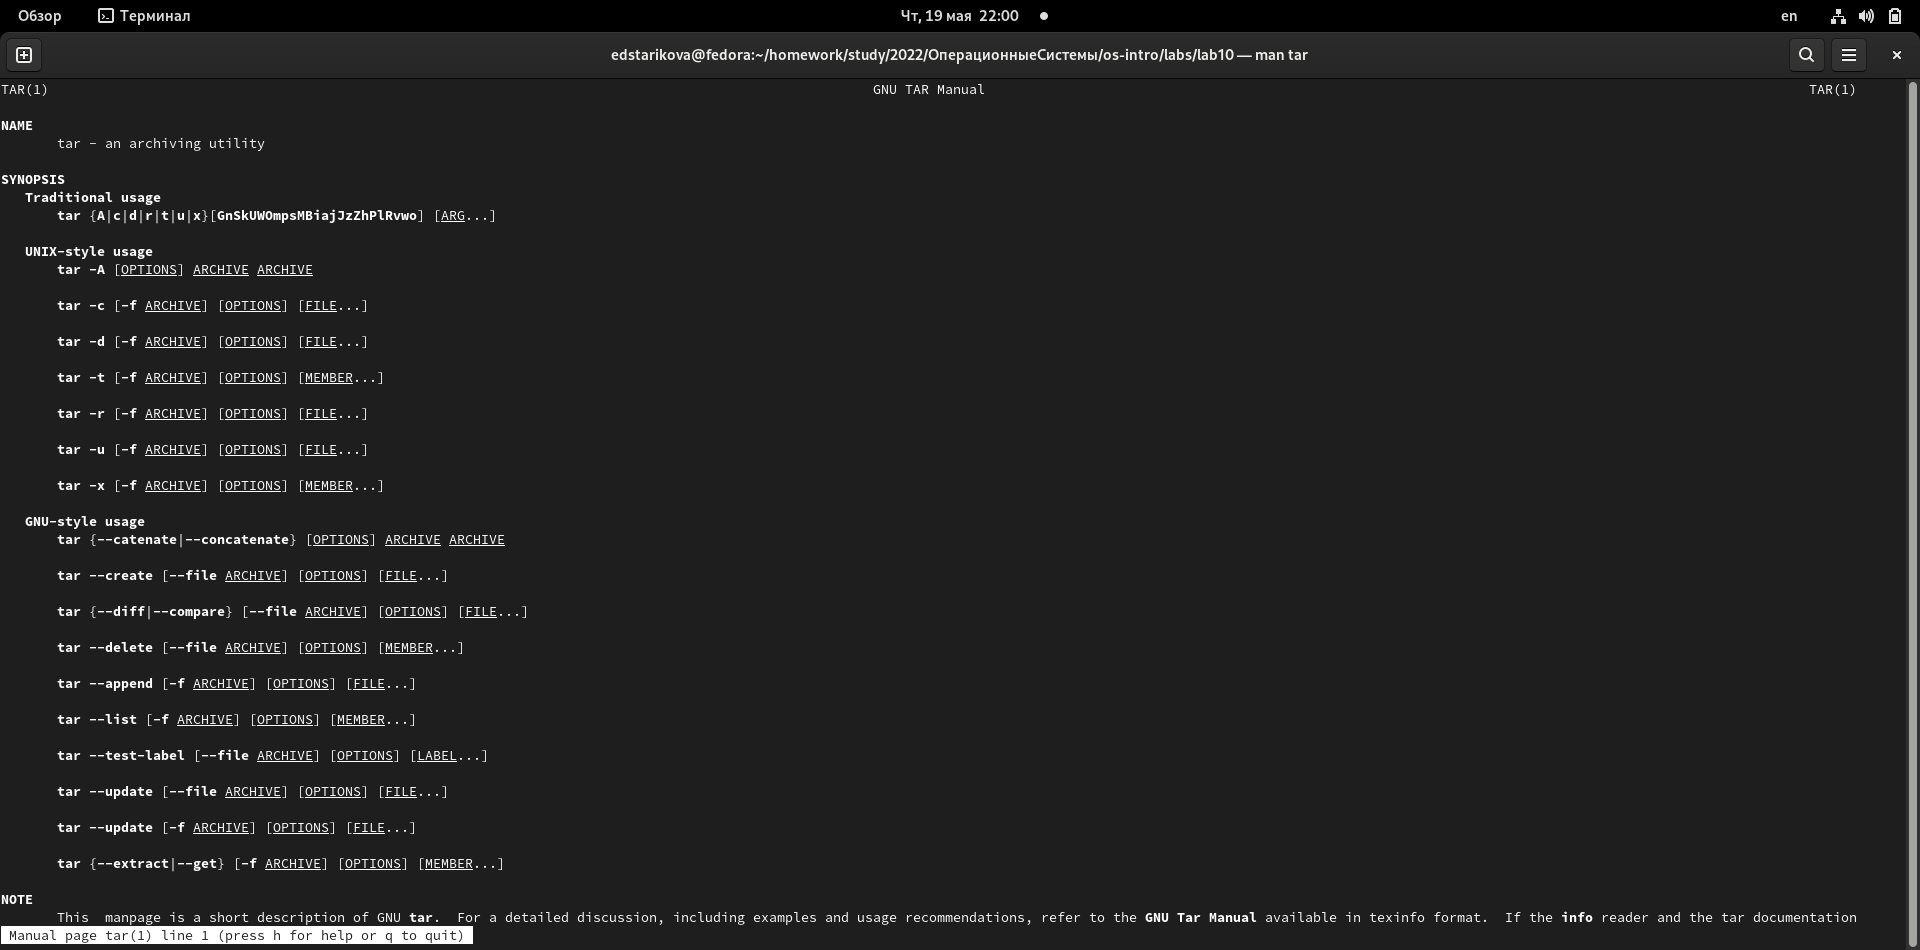 Обзор Терминал Чт, 19 мая 22:00 en
edstarikova@fedora:~/homework/study/2022/ОперационныеСистемы/os-intro/labs/lab10 — man tar
TAR(1) GNU TAR Manual TAR(1)
NAME
tar - an archiving utility
SYNOPSIS
Traditional usage
tar {A|c|d|r|t|u|x}[GnSkUWOmpsMBiajJzZhPlRvwo] [ARG...]
UNIX-style usage
tar -A [OPTIONS] ARCHIVE ARCHIVE
tar -c [-f ARCHIVE] [OPTIONS] [FILE...]
tar -d [-f ARCHIVE] [OPTIONS] [FILE...]
tar -t [-f ARCHIVE] [OPTIONS] [MEMBER...]
tar -r [-f ARCHIVE] [OPTIONS] [FILE...]
tar -u [-f ARCHIVE] [OPTIONS] [FILE...]
tar -x [-f ARCHIVE] [OPTIONS] [MEMBER...]
GNU-style usage
tar {--catenate|--concatenate} [OPTIONS] ARCHIVE ARCHIVE
tar --create [--file ARCHIVE] [OPTIONS] [FILE...]
tar {--diff|--compare} [--file ARCHIVE] [OPTIONS] [FILE...]
tar --delete [--file ARCHIVE] [OPTIONS] [MEMBER...]
tar --append [-f ARCHIVE] [OPTIONS] [FILE...]
tar --list [-f ARCHIVE] [OPTIONS] [MEMBER...]
tar --test-label [--file ARCHIVE] [OPTIONS] [LABEL...]
tar --update [--file ARCHIVE] [OPTIONS] [FILE...]
tar --update [-f ARCHIVE] [OPTIONS] [FILE...]
tar {--extract|--get} [-f ARCHIVE] [OPTIONS] [MEMBER...]
NOTE
This manpage is a short description of GNU tar. For a detailed discussion, including examples and usage recommendations, refer to the GNU Tar Manual available in texinfo format. If the info reader and the tar documentation
Manual page tar(1) line 1 (press h for help or q to quit)